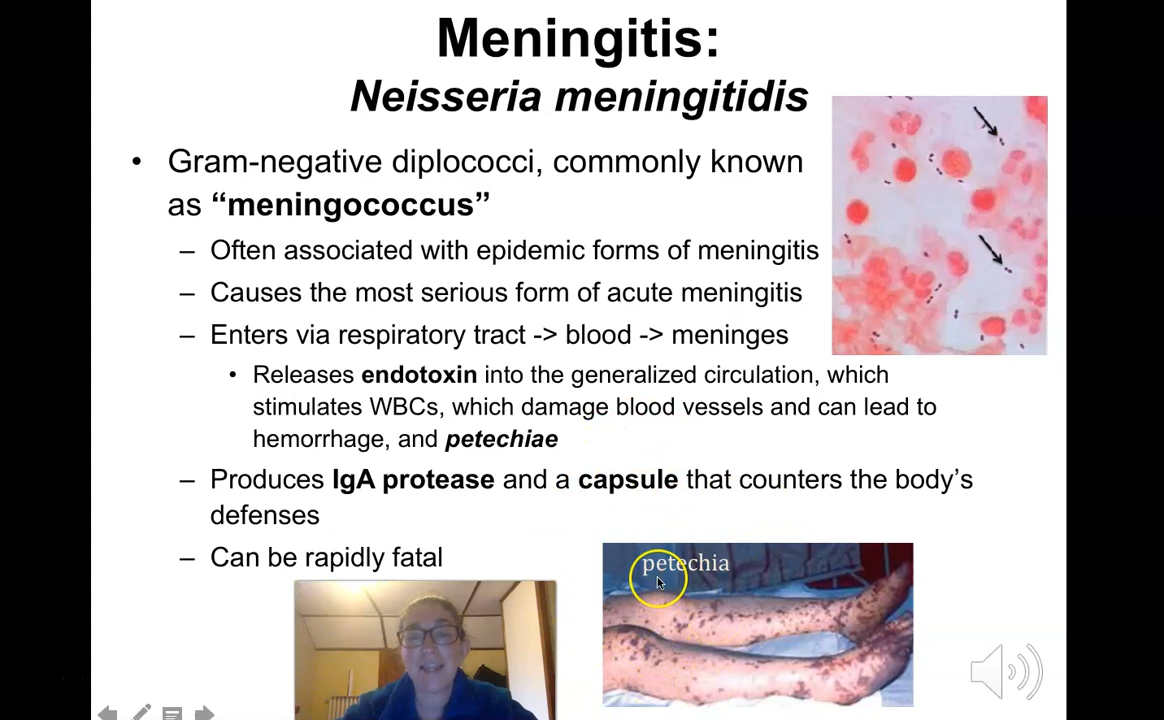 Meningitis:
Neisseria meningitidis
• Gram-negative diplococci, commonly known
as “meningococcus”
– Often associated with epidemic forms of meningitis
– Causes the most serious form of acute meningitis
– Enters via respiratory tract -> blood -> meninges
• Releases endotoxin into the generalized circulation, which
stimulates WBCs, which damage blood vessels and can lead to
hemorrhage, and petechiae
– Produces IgA protease and a capsule that counters the body’s
defenses
– Can be rapidly fatal
petechia